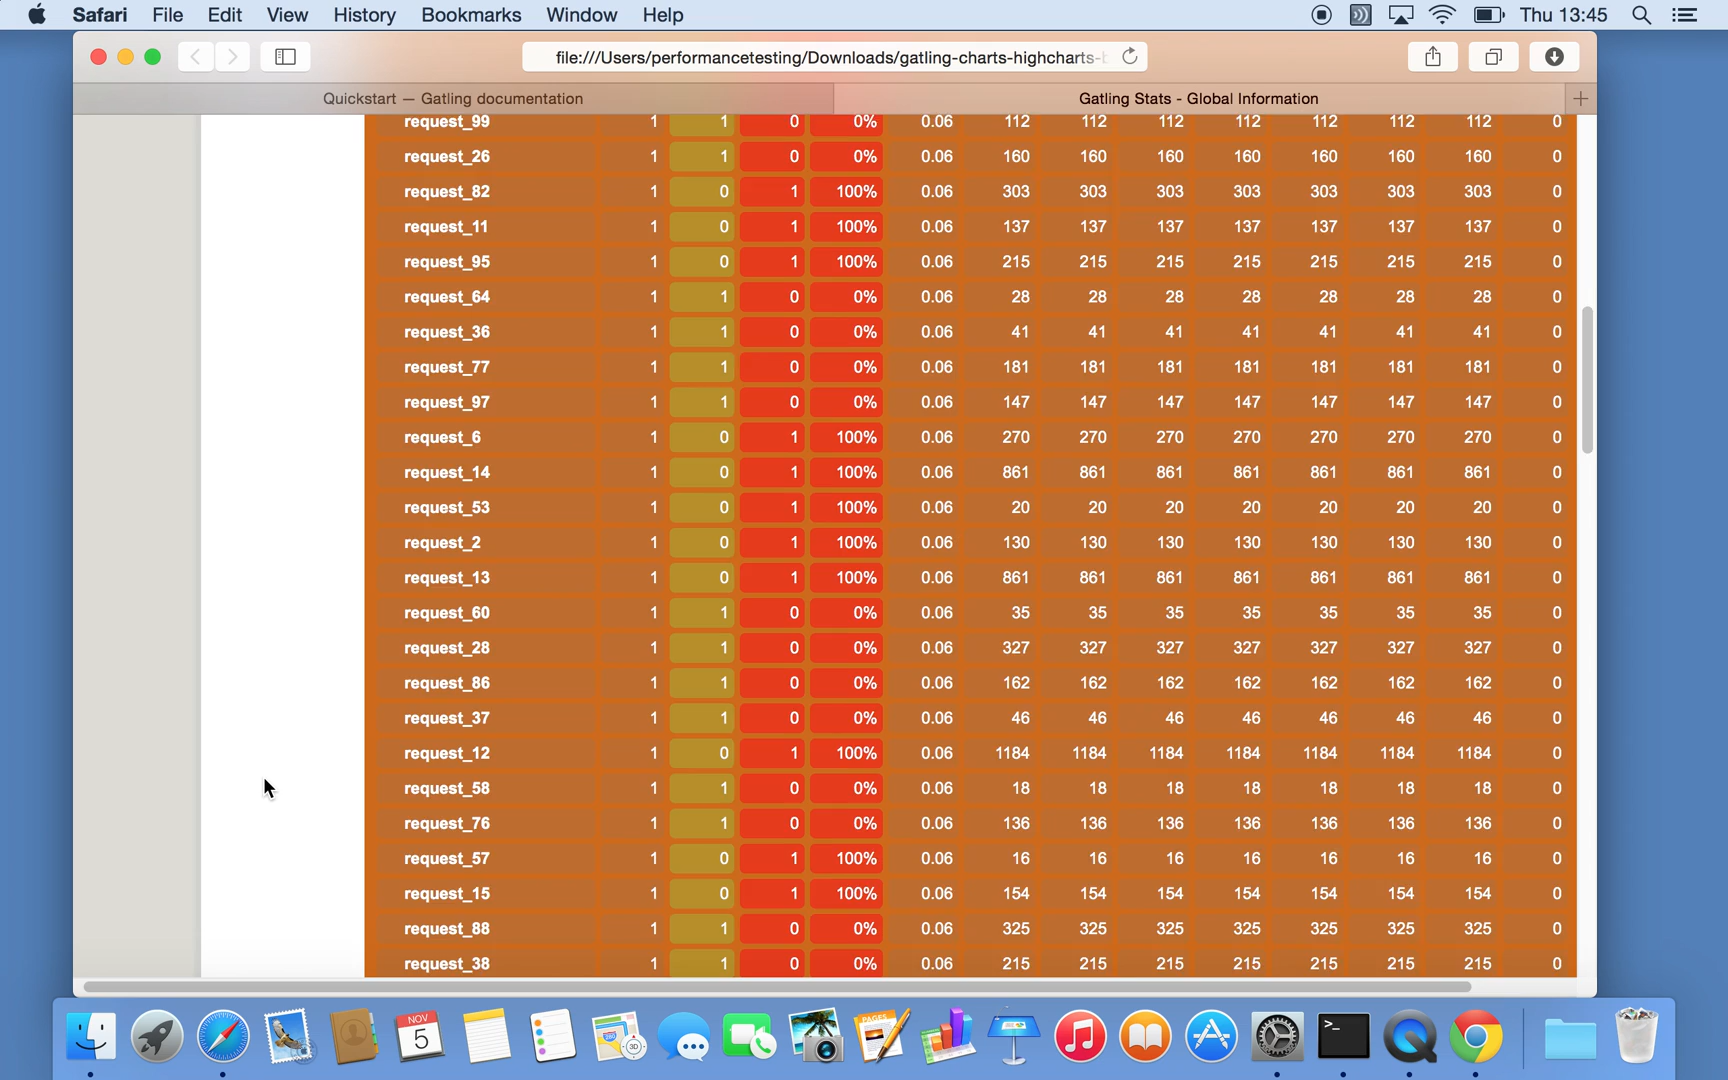 Safari File Edit View History Bookmarks Window Help Thu 13:45
file:///Users/performancetesting/Downloads/gatling-charts-highcharts-b
Quickstart — Gatling documentation Gatling Stats - Global Information
request_99 1 1 0 0% 0.06 112 112 112 112 112 112 112 0
request_26 1 1 0 0% 0.06 160 160 160 160 160 160 160 0
request_82 1 0 1 100% 0.06 303 303 303 303 303 303 303 0
request_11 1 0 1 100% 0.06 137 137 137 137 137 137 137 0
request_95 1 0 1 100% 0.06 215 215 215 215 215 215 215 0
request_64 1 1 0 0% 0.06 28 28 28 28 28 28 28 0
request_36 1 1 0 0% 0.06 41 41 41 41 41 41 41 0
request_77 1 1 0 0% 0.06 181 181 181 181 181 181 181 0
request_97 1 1 0 0% 0.06 147 147 147 147 147 147 147 0
request_6 1 0 1 100% 0.06 270 270 270 270 270 270 270 0
request_14 1 0 1 100% 0.06 861 861 861 861 861 861 861 0
request_53 1 0 1 100% 0.06 20 20 20 20 20 20 20 0
request_2 1 0 1 100% 0.06 130 130 130 130 130 130 130 0
request_13 1 0 1 100% 0.06 861 861 861 861 861 861 861 0
request_60 1 1 0 0% 0.06 35 35 35 35 35 35 35 0
request_28 1 1 0 0% 0.06 327 327 327 327 327 327 327 0
request_86 1 1 0 0% 0.06 162 162 162 162 162 162 162 0
request_37 1 1 0 0% 0.06 46 46 46 46 46 46 46 0
request_12 1 0 1 100% 0.06 1184 1184 1184 1184 1184 1184 1184 0
request_58 1 1 0 0% 0.06 18 18 18 18 18 18 18 0
request_76 1 1 0 0% 0.06 136 136 136 136 136 136 136 0
request_57 1 0 1 100% 0.06 16 16 16 16 16 16 16 0
request_15 1 0 1 100% 0.06 154 154 154 154 154 154 154 0
request_88 1 1 0 0% 0.06 325 325 325 325 325 325 325 0
request_38 1 1 0 0% 0.06 215 215 215 215 215 215 215 0
NOV
5
3D
PAGES
>_